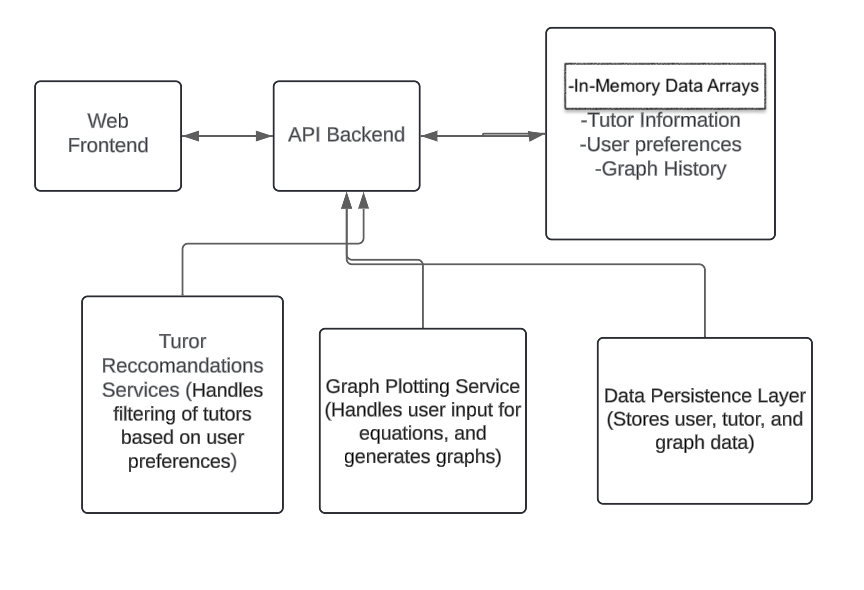 Web
Frontend
API Backend
-In-Memory Data Arrays
-Tutor Information
-User preferences
-Graph History
Turor
Reccomandations
Services (Handles
filtering of tutors
based on user
preferences)
Graph Plotting Service
(Handles user input for
equations, and
generates graphs)
Data Persistence Layer
(Stores user, tutor, and
graph data)